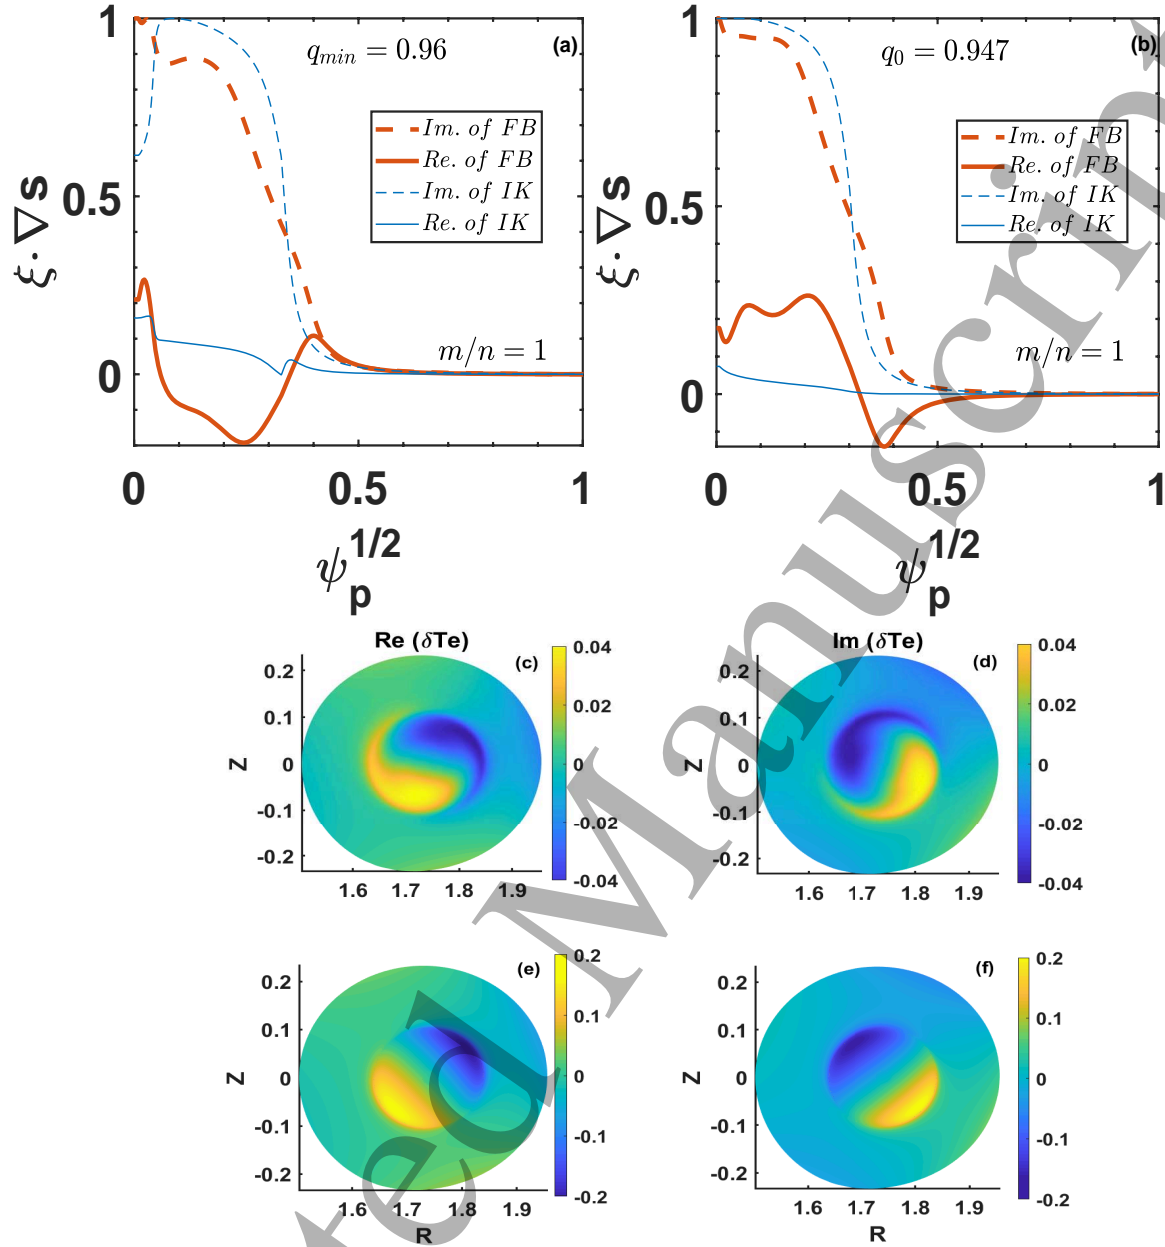 1
0.5
0
ξ·∇s
q_min = 0.96
(a)
Im. of FB
Re. of FB
Im. of IK
Re. of IK
m/n = 1
0
0.5
1
ψ_p^1/2
1
0.5
0
ξ·∇s
q_0 = 0.947
(b)
Im. of FB
Re. of FB
Im. of IK
Re. of IK
m/n = 1
0
0.5
1
ψ_p^1/2
Re (δTe)
(c)
0.2
0.1
0
-0.1
-0.2
Z
1.6 1.7 1.8 1.9
0.04
0.02
0
-0.02
-0.04
Im (δTe)
(d)
0.2
0.1
0
-0.1
-0.2
Z
1.6 1.7 1.8 1.9
0.04
0.02
0
-0.02
-0.04
(e)
0.2
0.1
0
-0.1
-0.2
Z
1.6 1.7 1.8 1.9
R
0.2
0.1
0
-0.1
-0.2
(f)
0.2
0.1
0
-0.1
-0.2
Z
1.6 1.7 1.8 1.9
R
0.2
0.1
0
-0.1
-0.2
ted Manuscript